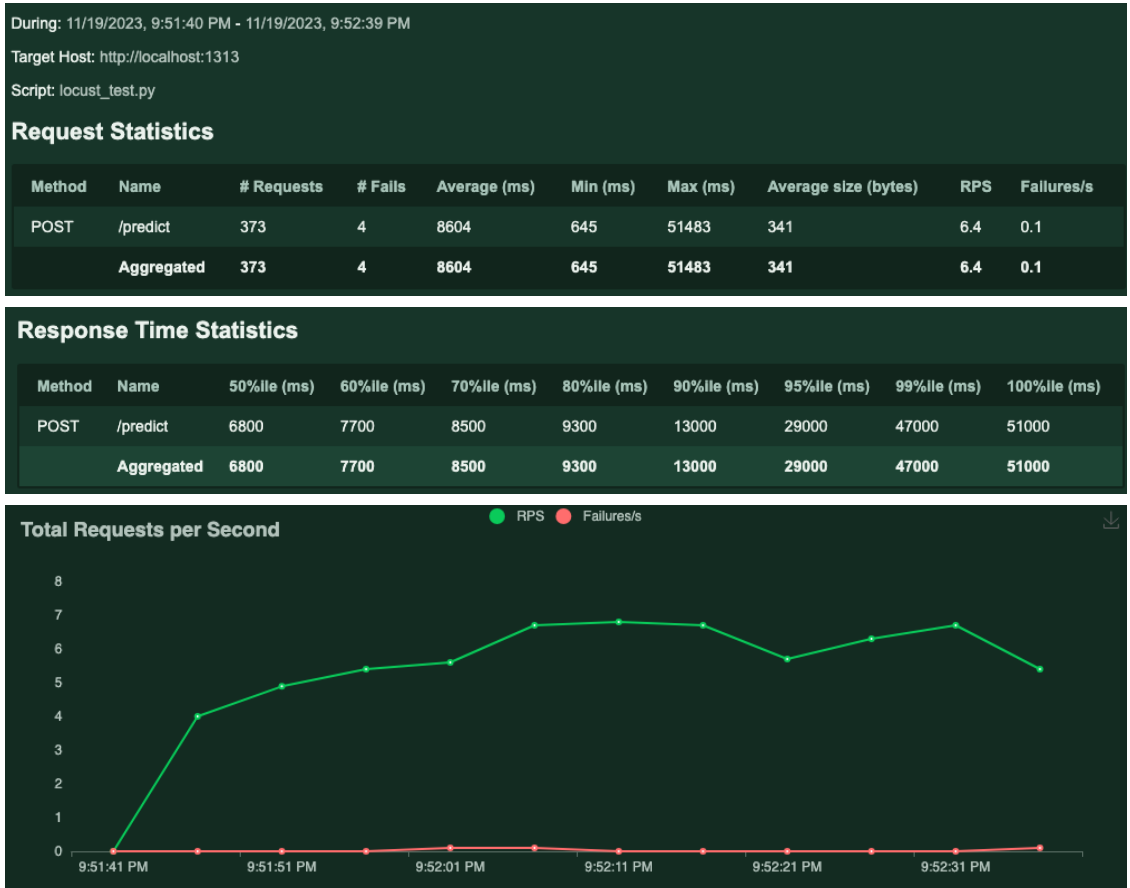 During: 11/19/2023, 9:51:40 PM - 11/19/2023, 9:52:39 PM
Target Host: http://localhost:1313
Script: locust_test.py
Request Statistics
Method Name # Requests # Fails Average (ms) Min (ms) Max (ms) Average size (bytes) RPS Failures/s
POST /predict 373 4 8604 645 51483 341 6.4 0.1
Aggregated 373 4 8604 645 51483 341 6.4 0.1
Response Time Statistics
Method Name 50%ile (ms) 60%ile (ms) 70%ile (ms) 80%ile (ms) 90%ile (ms) 95%ile (ms) 99%ile (ms) 100%ile (ms)
POST /predict 6800 7700 8500 9300 13000 29000 47000 51000
Aggregated 6800 7700 8500 9300 13000 29000 47000 51000
RPS Failures/s
Total Requests per Second
8
7
6
5
4
3
2
1
0
9:51:41 PM 9:51:51 PM 9:52:01 PM 9:52:11 PM 9:52:21 PM 9:52:31 PM